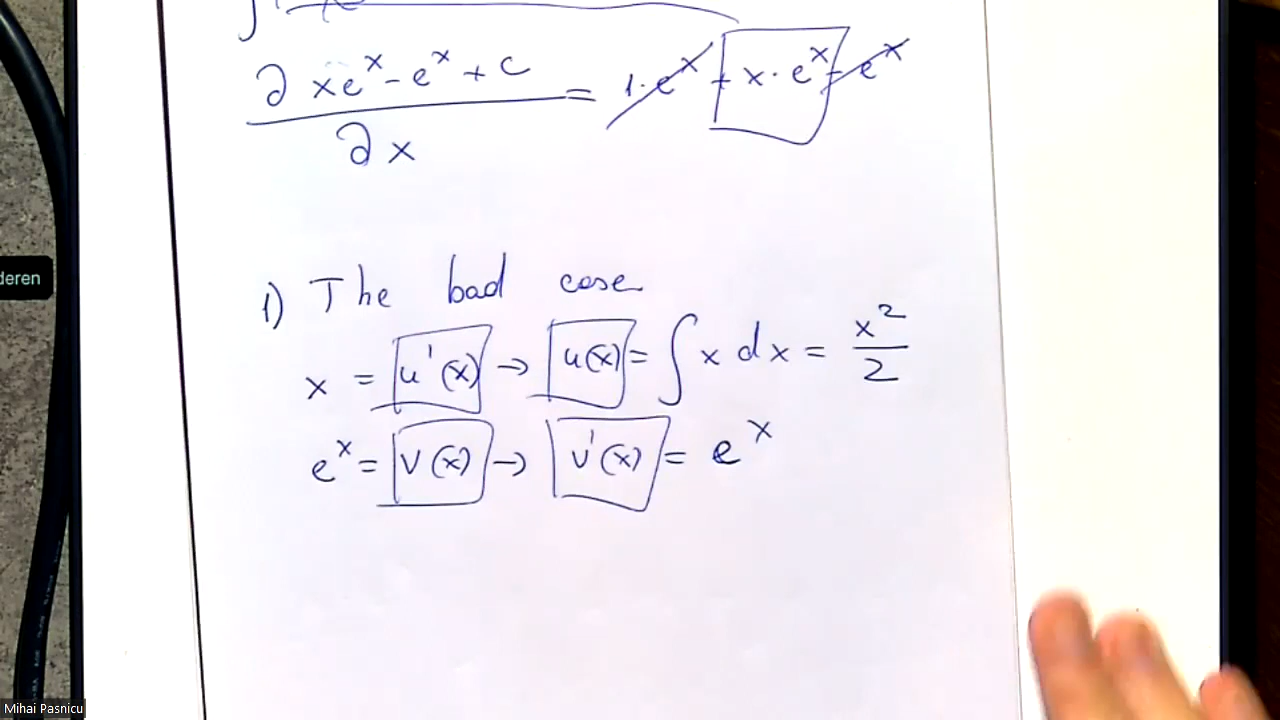 ∂ xe^x - e^x + c / ∂x = 1·e^x + x·e^x - e^x
1) The bad case
x = u'(x) → u(x) = ∫ x dx = x²/2
e^x = v(x) → v'(x) = e^x
deren
Mihai Pasnicu